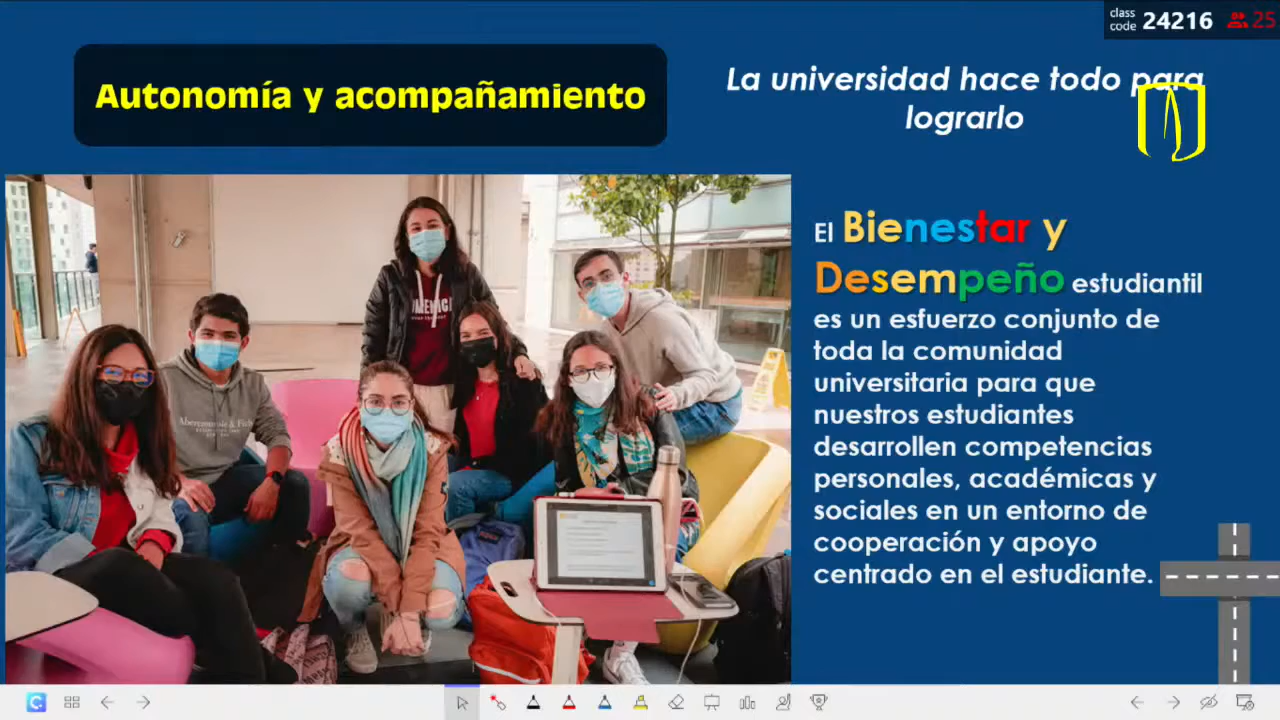 class
code 24216 25
Autonomía y acompañamiento
La universidad hace todo para
lograrlo
El Bienestar y
Desempeño estudiantil
es un esfuerzo conjunto de
toda la comunidad
universitaria para que
nuestros estudiantes
desarrollen competencias
personales, académicas y
sociales en un entorno de
cooperación y apoyo
centrado en el estudiante.